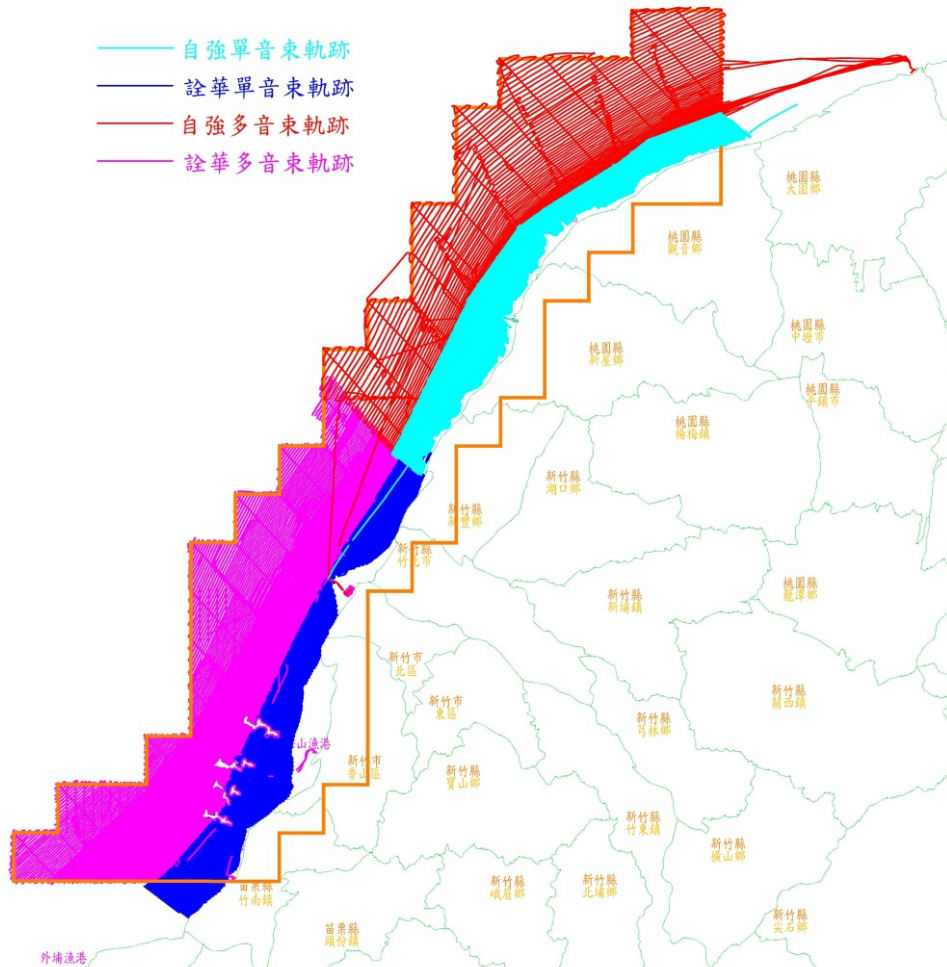 自強單音束軌跡
詮華單音束軌跡
自強多音束軌跡
詮華多音束軌跡
桃園縣
大園鄉
桃園縣
觀音鄉
桃園縣
中壢市
桃園縣
新屋鄉
桃園縣
平鎮市
桃園縣
楊梅鎮
新竹縣
湖口鄉
新竹縣
新豐鄉
新竹縣
竹北市
新竹縣
新埔鎮
桃園縣
龍潭鄉
新竹市
北區
新竹縣
關西鎮
新竹市
東區
新竹縣
芎林鄉
山漁港
新竹市
香山區
新竹縣
寶山鄉
新竹縣
竹東鎮
新竹縣
橫山鄉
苗栗縣
竹南鎮
新竹縣
峨眉鄉
新竹縣
北埔鄉
新竹縣
尖石鄉
苗栗縣
頭份鎮
外埔漁港